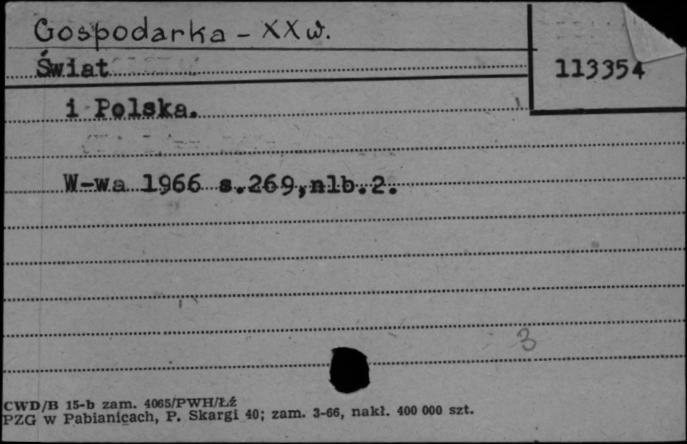 Gospodarka - XX w.
Świat
113354
i Polska.
W-wa 1966 s.269,nlb.2.
3
CWD/B 15-b zam. 4065/PWH/Łź
PZG w Pabianicach, P. Skargi 40; zam. 3-66, nakł. 400 000 szt.